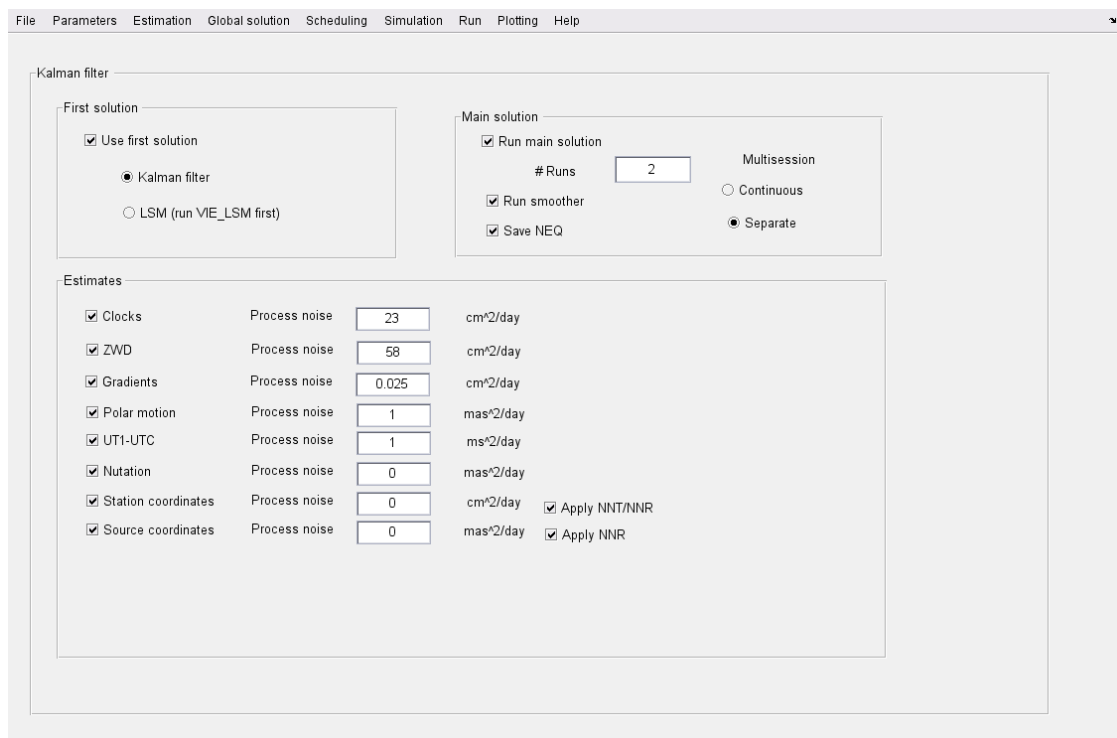 File Parameters Estimation Global solution Scheduling Simulation Run Plotting Help
Kalman filter
First solution
Use first solution
Kalman filter
LSM (run VIE_LSM first)
Main solution
Run main solution
# Runs 2
Run smoother
Save NEQ
Multisession
Continuous
Separate
Estimates
Clocks Process noise 23 cm^2/day
ZWD Process noise 58 cm^2/day
Gradients Process noise 0.025 cm^2/day
Polar motion Process noise 1 mas^2/day
UT1-UTC Process noise 1 ms^2/day
Nutation Process noise 0 mas^2/day
Station coordinates Process noise 0 cm^2/day Apply NNT/NNR
Source coordinates Process noise 0 mas^2/day Apply NNR